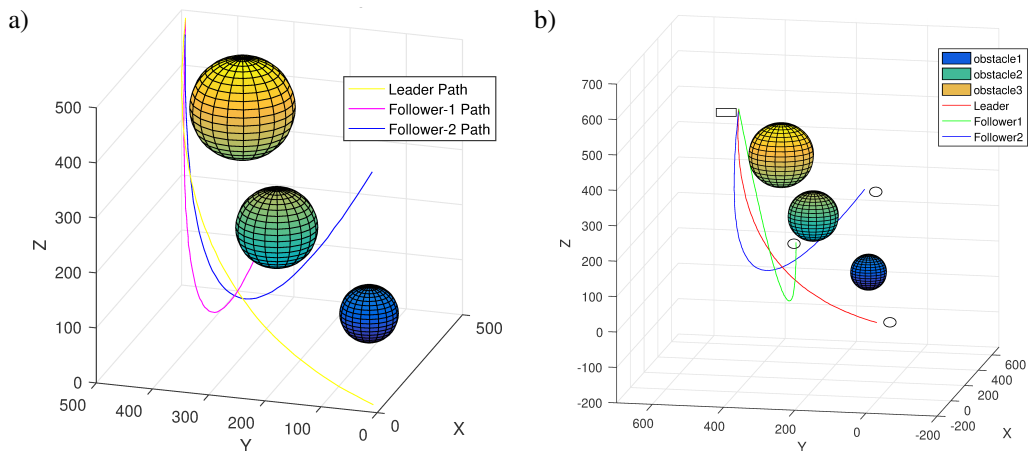 a)
Leader Path
Follower-1 Path
Follower-2 Path
500
400
300
200
100
0
Z
500
400
300
200
100
0
Y
0
500
X
b)
obstacle1
obstacle2
obstacle3
Leader
Follower1
Follower2
700
600
500
400
300
200
100
0
-100
-200
Z
600
400
200
0
-200
Y
-200
0
200
400
600
X